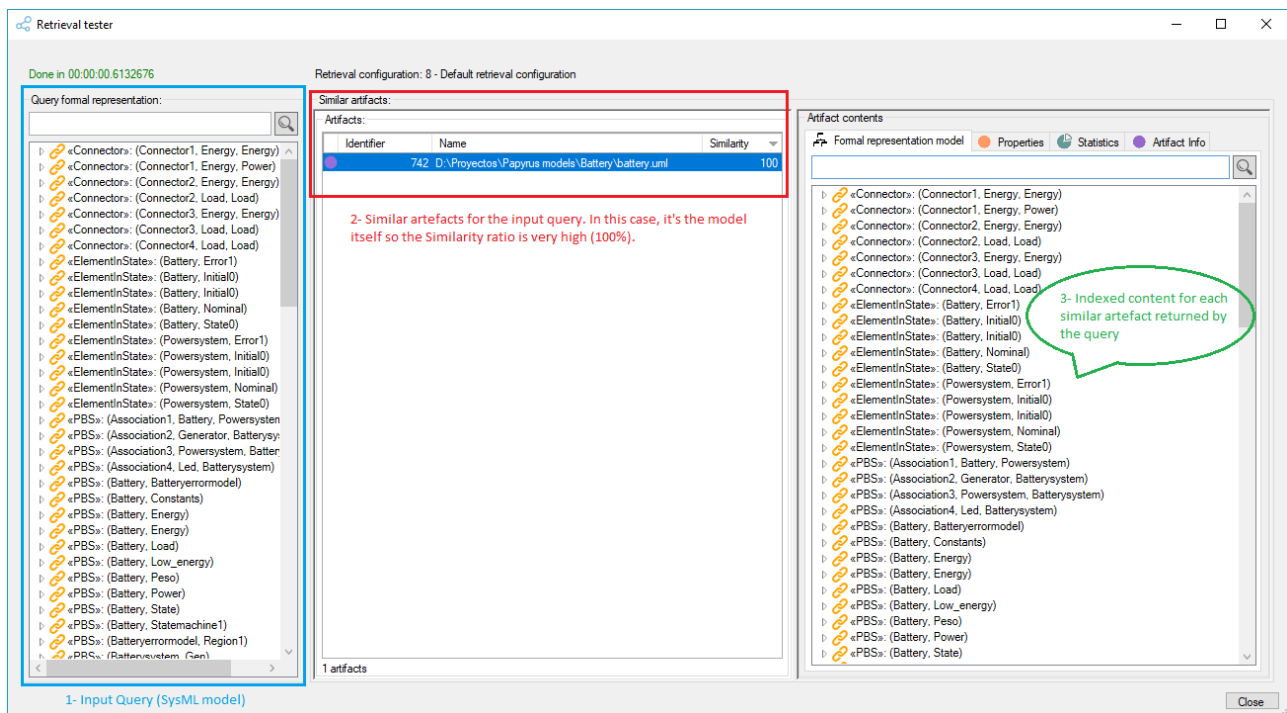 Retrieval tester
Done in 00:00:00.6132676
Retrieval configuration: 8 - Default retrieval configuration
Query formal representation:
«Connector»: (Connector1, Energy, Energy)
«Connector»: (Connector1, Energy, Power)
«Connector»: (Connector2, Energy, Energy)
«Connector»: (Connector2, Load, Load)
«Connector»: (Connector3, Energy, Energy)
«Connector»: (Connector3, Load, Load)
«Connector»: (Connector4, Load, Load)
«ElementInState»: (Battery, Error1)
«ElementInState»: (Battery, Initial0)
«ElementInState»: (Battery, Initial0)
«ElementInState»: (Battery, Nominal)
«ElementInState»: (Battery, State0)
«ElementInState»: (Powersystem, Error1)
«ElementInState»: (Powersystem, Initial0)
«ElementInState»: (Powersystem, Initial0)
«ElementInState»: (Powersystem, Nominal)
«ElementInState»: (Powersystem, State0)
«PBS»: (Association1, Battery, Powersysten
«PBS»: (Association2, Generator, Batterysy
«PBS»: (Association3, Powersystem, Batter
«PBS»: (Association4, Led, Batterysystem)
«PBS»: (Battery, Batteryerrormodel)
«PBS»: (Battery, Constants)
«PBS»: (Battery, Energy)
«PBS»: (Battery, Energy)
«PBS»: (Battery, Load)
«PBS»: (Battery, Low_energy)
«PBS»: (Battery, Peso)
«PBS»: (Battery, Power)
«PBS»: (Battery, State)
«PBS»: (Battery, Statemachine1)
«PBS»: (Batteryerrormodel, Region1)
«PBS»: (Batterysystem, Gen)
1- Input Query (SysML model)
Similar artifacts:
Artifacts:
Identifier Name Similarity
742 D:\Proyectos\Papyrus models\Battery\battery.uml 100
2- Similar artefacts for the input query. In this case, it's the model
itself so the Similarity ratio is very high (100%).
1 artifacts
Artifact contents
Formal representation model Properties Statistics Artifact Info
«Connector»: (Connector1, Energy, Energy)
«Connector»: (Connector1, Energy, Power)
«Connector»: (Connector2, Energy, Energy)
«Connector»: (Connector2, Load, Load)
«Connector»: (Connector3, Energy, Energy)
«Connector»: (Connector3, Load, Load)
«Connector»: (Connector4, Load, Load)
«ElementInState»: (Battery, Error1)
«ElementInState»: (Battery, Initial0)
«ElementInState»: (Battery, Initial0)
«ElementInState»: (Battery, Nominal)
«ElementInState»: (Battery, State0)
«ElementInState»: (Powersystem, Error1)
«ElementInState»: (Powersystem, Initial0)
«ElementInState»: (Powersystem, Initial0)
«ElementInState»: (Powersystem, Nominal)
«ElementInState»: (Powersystem, State0)
«PBS»: (Association1, Battery, Powersystem)
«PBS»: (Association2, Generator, Batterysystem)
«PBS»: (Association3, Powersystem, Batterysystem)
«PBS»: (Association4, Led, Batterysystem)
«PBS»: (Battery, Batteryerrormodel)
«PBS»: (Battery, Constants)
«PBS»: (Battery, Energy)
«PBS»: (Battery, Energy)
«PBS»: (Battery, Load)
«PBS»: (Battery, Low_energy)
«PBS»: (Battery, Peso)
«PBS»: (Battery, Power)
«PBS»: (Battery, State)
3- Indexed content for each
similar artefact returned by
the query
Close